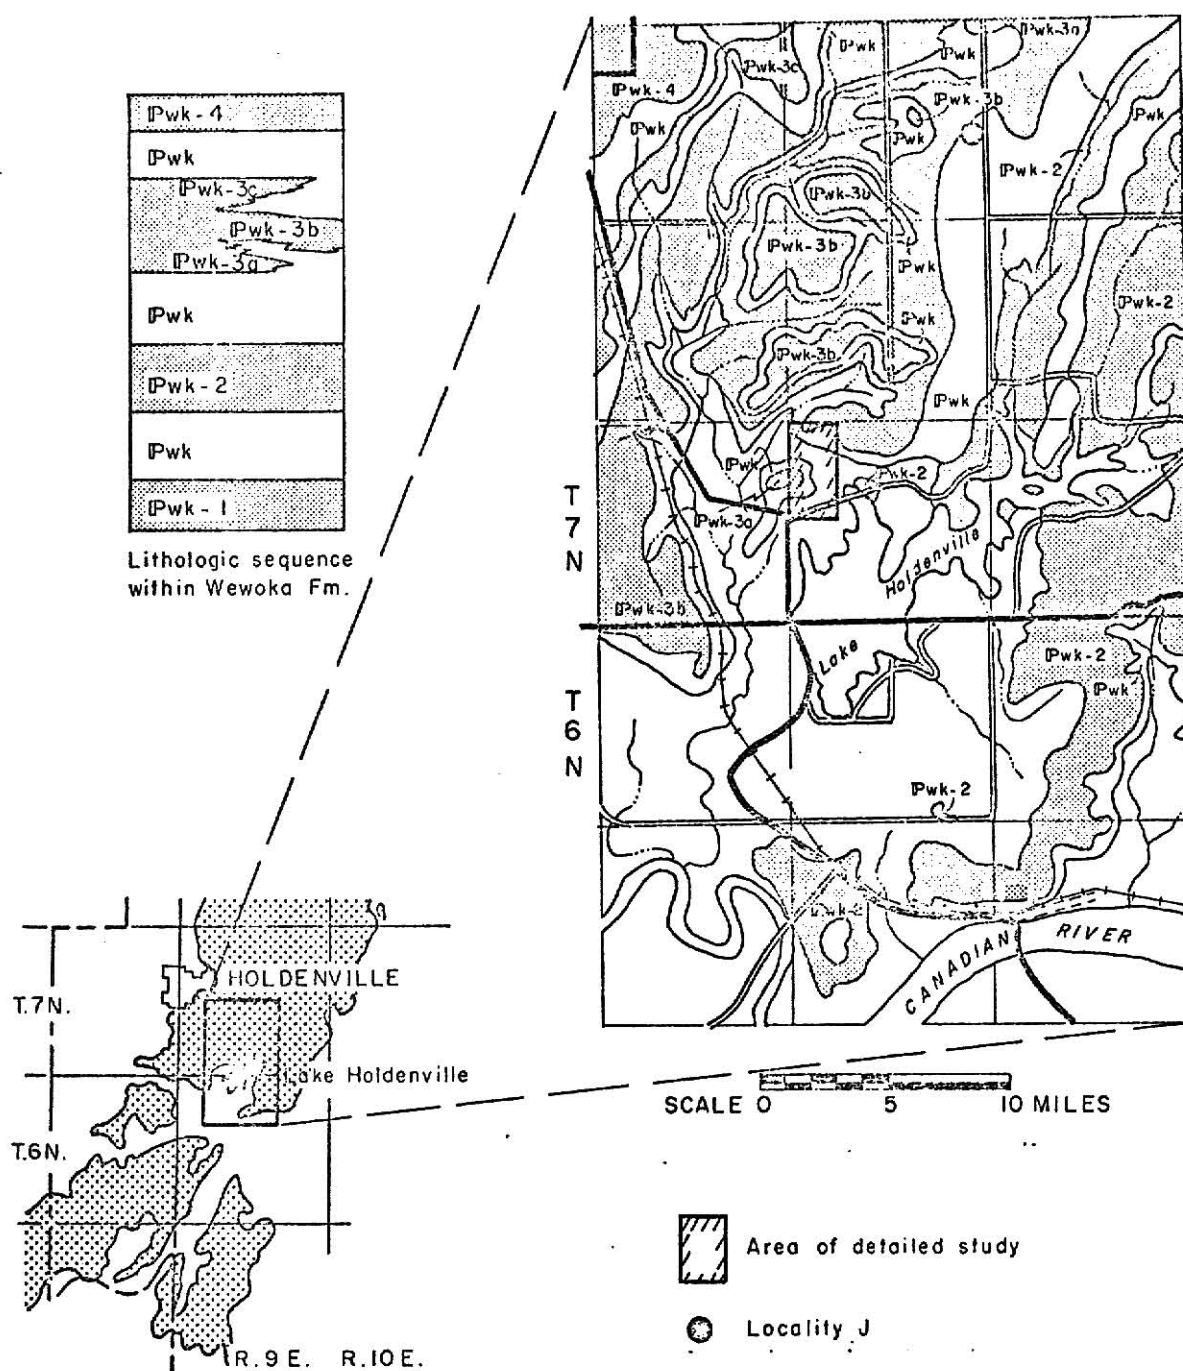 ℙwk-4
ℙwk
ℙwk-3c
ℙwk-3b
ℙwk-3a
ℙwk
ℙwk-2
ℙwk
ℙwk-1
Lithologic sequence
within Wewoka Fm.
ℙwk-3a
ℙwk
ℙwk
ℙwk-3c
ℙwk-4
ℙwk-3b
ℙwk
ℙwk
ℙwk
ℙwk-2
ℙwk-3b
ℙwk-3b
ℙwk
ℙwk-2
ℙwk
ℙwk-3b
ℙwk
ℙwk
ℙwk-2
ℙwk-3a
T
7
N
Holdenville
ℙwk-3b
Lake
ℙwk-2
ℙwk
T
6
N
ℙwk-2
CANADIAN RIVER
3a
HOLDENVILLE
T.7N.
Lake Holdenville
T.6N.
R.9E. R.10E.
SCALE 0 5 10 MILES
Area of detailed study
Locality J